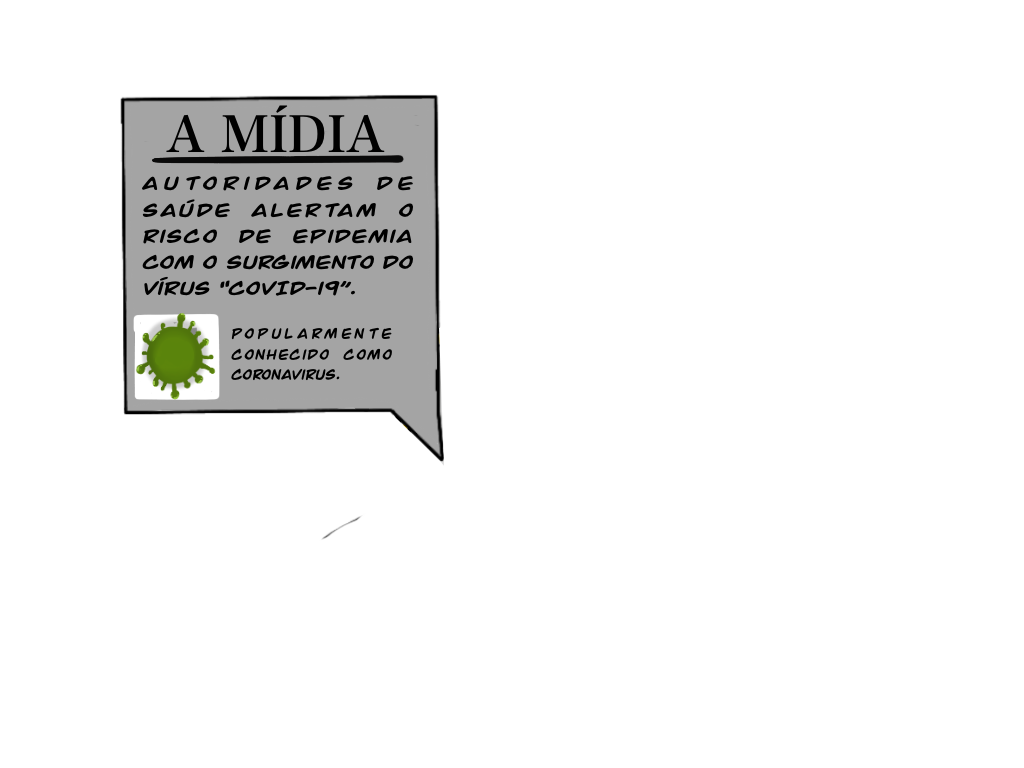 A MÍDIA
AUTORIDADES DE
SAÚDE ALERTAM O
RISCO DE EPIDEMIA
COM O SURGIMENTO DO
VÍRUS "COVID-19".
POPULARMENTE
CONHECIDO COMO
CORONAVIRUS.